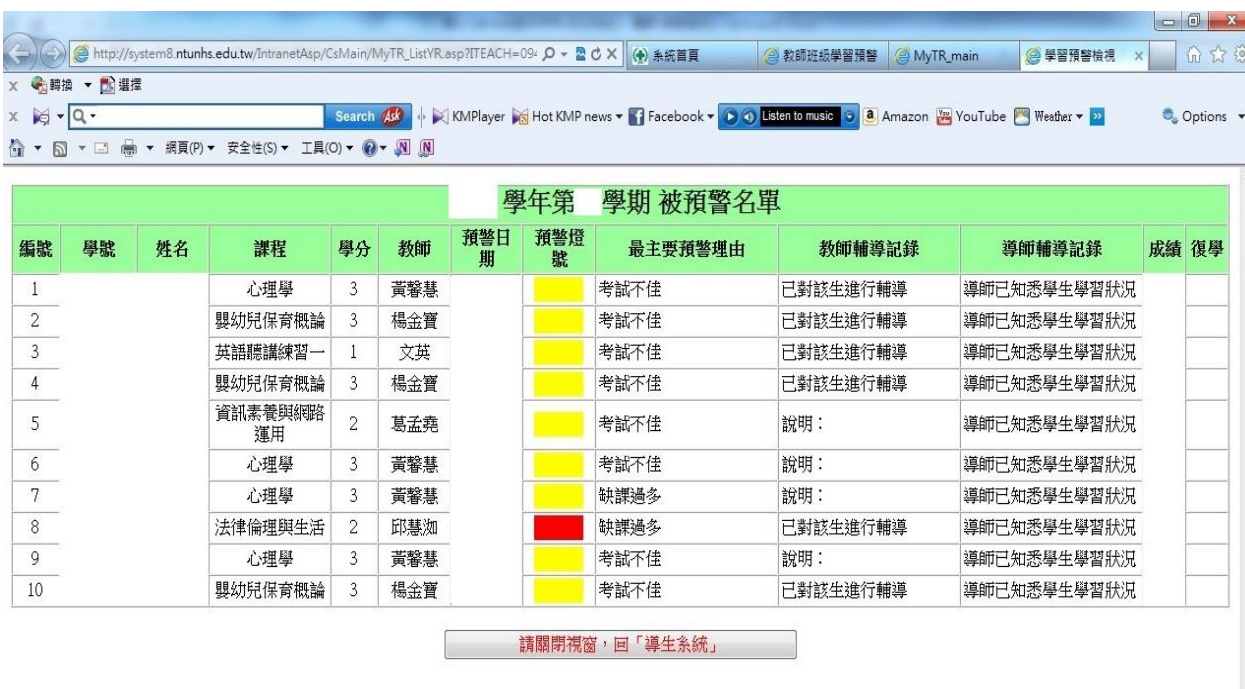 http://system8.ntunhs.edu.tw/IntranetAsp/CsMain/MyTR_ListYR.asp?ITEACH=094 系統首頁 教師班級學習預警 MyTR_main 學習預警檢視 x
x 轉換 選擇
x Search Ask KMPlayer Hot KMP news Facebook Listen to music Amazon YouTube Weather Options
網頁(P) 安全性(S) 工具(O)
學年第 學期 被預警名單
編號 學號 姓名 課程 學分 教師 預警日期 預警燈號 最主要預警理由 教師輔導記錄 導師輔導記錄 成績 復學
1 心理學 3 黃馨慧 考試不佳 已對該生進行輔導 導師已知悉學生學習狀況
2 嬰幼兒保育概論 3 楊金寶 考試不佳 已對該生進行輔導 導師已知悉學生學習狀況
3 英語聽講練習一 1 文英 考試不佳 已對該生進行輔導 導師已知悉學生學習狀況
4 嬰幼兒保育概論 3 楊金寶 考試不佳 已對該生進行輔導 導師已知悉學生學習狀況
5 資訊素養與網路運用 2 葛孟堯 考試不佳 說明： 導師已知悉學生學習狀況
6 心理學 3 黃馨慧 考試不佳 說明： 導師已知悉學生學習狀況
7 心理學 3 黃馨慧 缺課過多 說明： 導師已知悉學生學習狀況
8 法律倫理與生活 2 邱慧洳 缺課過多 已對該生進行輔導 導師已知悉學生學習狀況
9 心理學 3 黃馨慧 考試不佳 說明： 導師已知悉學生學習狀況
10 嬰幼兒保育概論 3 楊金寶 考試不佳 已對該生進行輔導 導師已知悉學生學習狀況
請關閉視窗，回「導生系統」